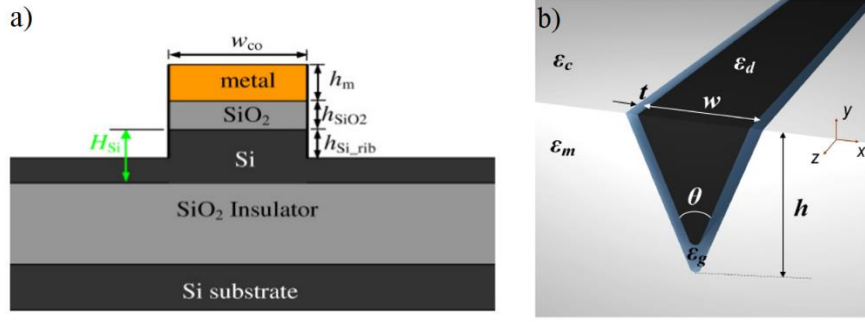 a)
w_co
metal
h_m
SiO₂
h_SiO2
H_Si
Si
h_Si_rib
SiO₂ Insulator
Si substrate
b)
ε_c
ε_d
t
w
ε_m
y
x
z
θ
h
ε_g